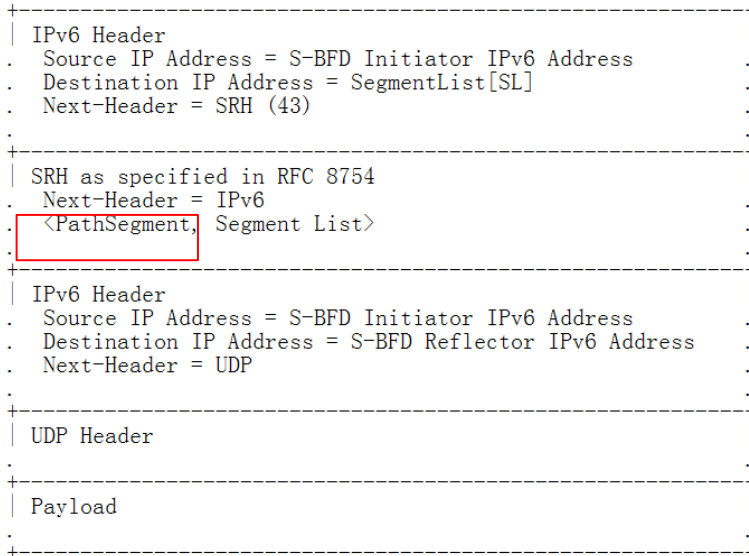 IPv6 Header
Source IP Address = S-BFD Initiator IPv6 Address
Destination IP Address = SegmentList[SL]
Next-Header = SRH (43)
SRH as specified in RFC 8754
Next-Header = IPv6
<PathSegment, Segment List>
IPv6 Header
Source IP Address = S-BFD Initiator IPv6 Address
Destination IP Address = S-BFD Reflector IPv6 Address
Next-Header = UDP
UDP Header
Payload